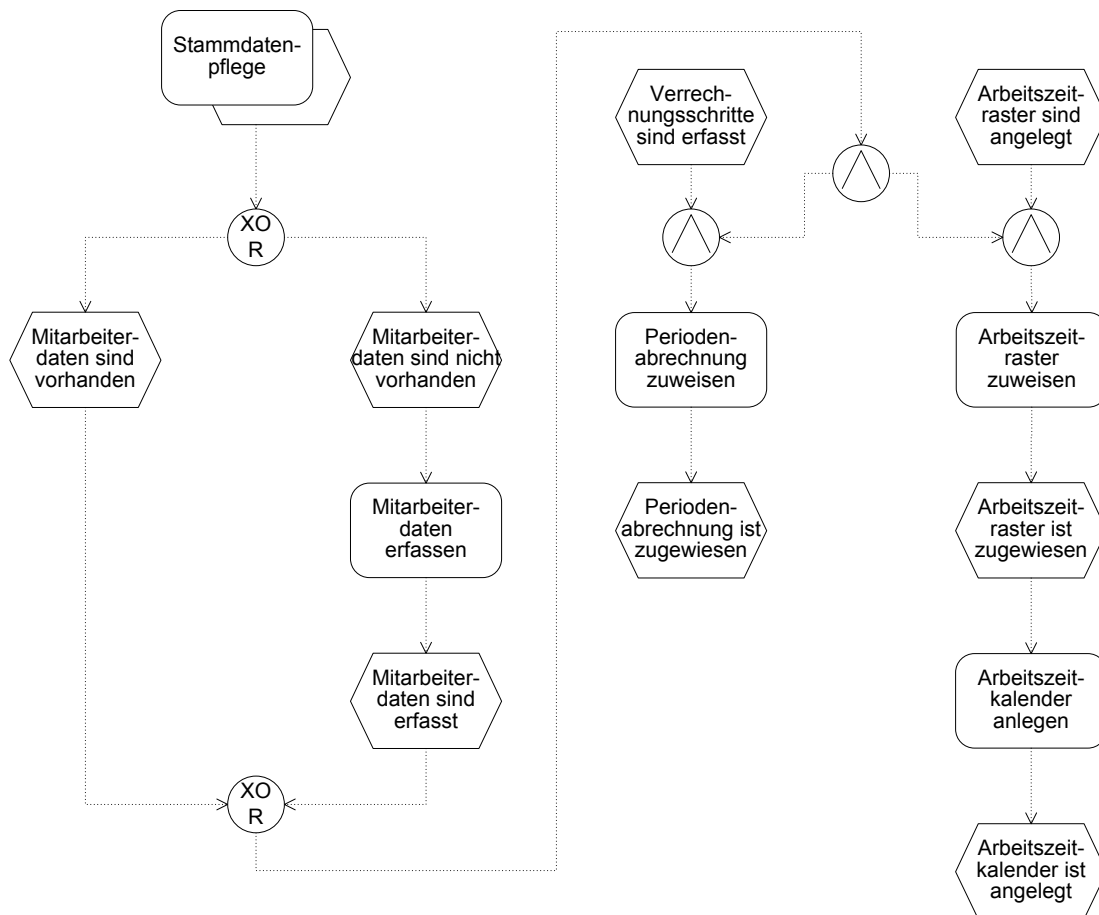 Stammdaten-
pflege
XO
R
Mitarbeiter-
daten sind
vorhanden
Mitarbeiter-
daten sind nicht
vorhanden
Mitarbeiter-
daten
erfassen
Mitarbeiter-
daten sind
erfasst
XO
R
Verrech-
nungsschritte
sind erfasst
Perioden-
abrechnung
zuweisen
Perioden-
abrechnung ist
zugewiesen
Arbeitszeit-
raster sind
angelegt
Arbeitszeit-
raster
zuweisen
Arbeitszeit-
raster ist
zugewiesen
Arbeitszeit-
kalender
anlegen
Arbeitszeit-
kalender ist
angelegt